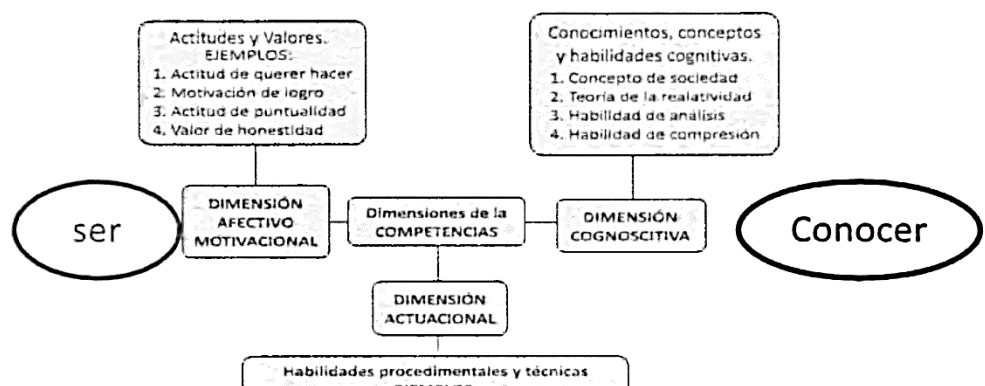 Actitudes y Valores.
EJEMPLOS:
1. Actitud de querer hacer
2. Motivación de logro
3. Actitud de puntualidad
4. Valor de honestidad
Conocimientos, conceptos
y habilidades cognitivas.
1. Concepto de sociedad
2. Teoría de la realatividad
3. Habilidad de análisis
4. Habilidad de compresión
ser
DIMENSIÓN
AFECTIVO
MOTIVACIONAL
Dimensiones de la
COMPETENCIAS
DIMENSIÓN
COGNOSCITIVA
Conocer
DIMENSIÓN
ACTUACIONAL
Habilidades procedimentales y técnicas